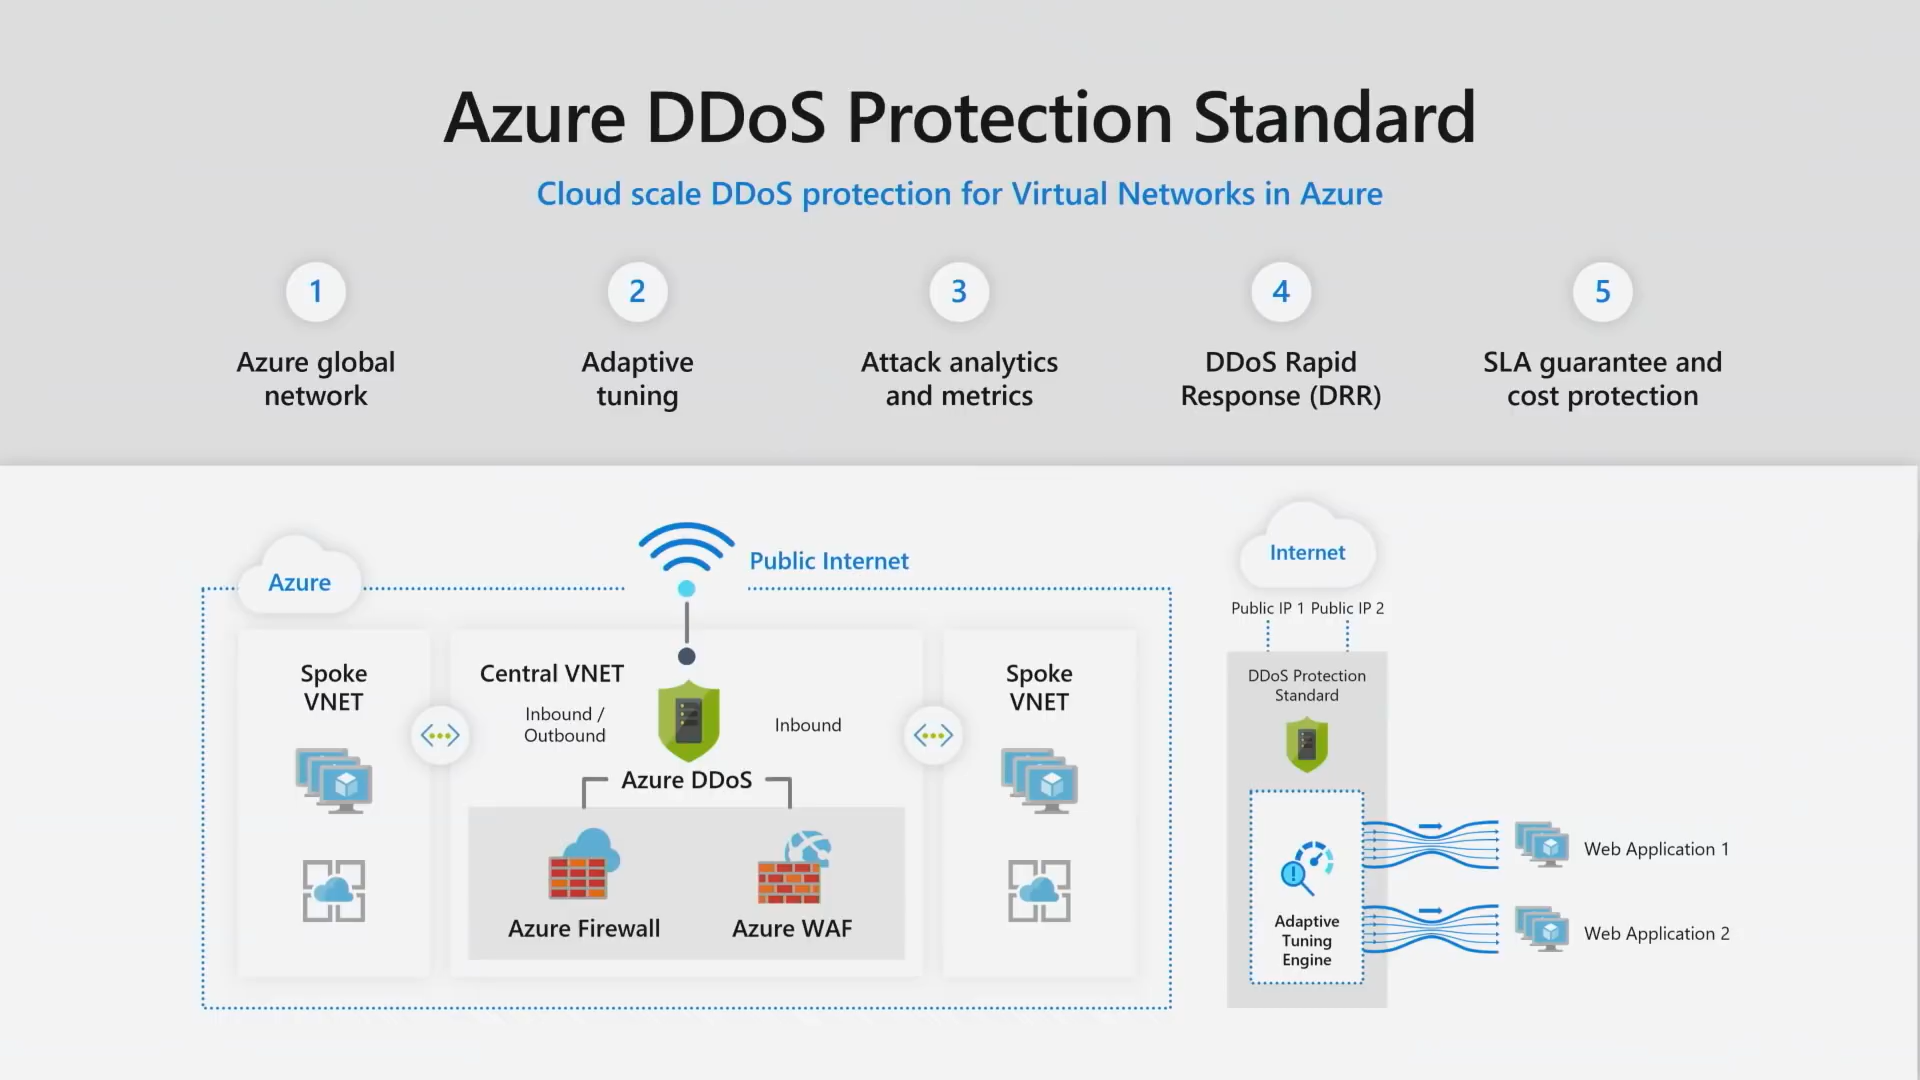 Azure DDoS Protection Standard
Cloud scale DDoS protection for Virtual Networks in Azure
1
Azure global
network
2
Adaptive
tuning
3
Attack analytics
and metrics
4
DDoS Rapid
Response (DRR)
5
SLA guarantee and
cost protection
Azure
Public Internet
Spoke
VNET
Central VNET
Inbound /
Outbound
Inbound
Azure DDoS
Azure Firewall
Azure WAF
Spoke
VNET
Internet
Public IP 1 Public IP 2
DDoS Protection
Standard
Adaptive
Tuning
Engine
Web Application 1
Web Application 2